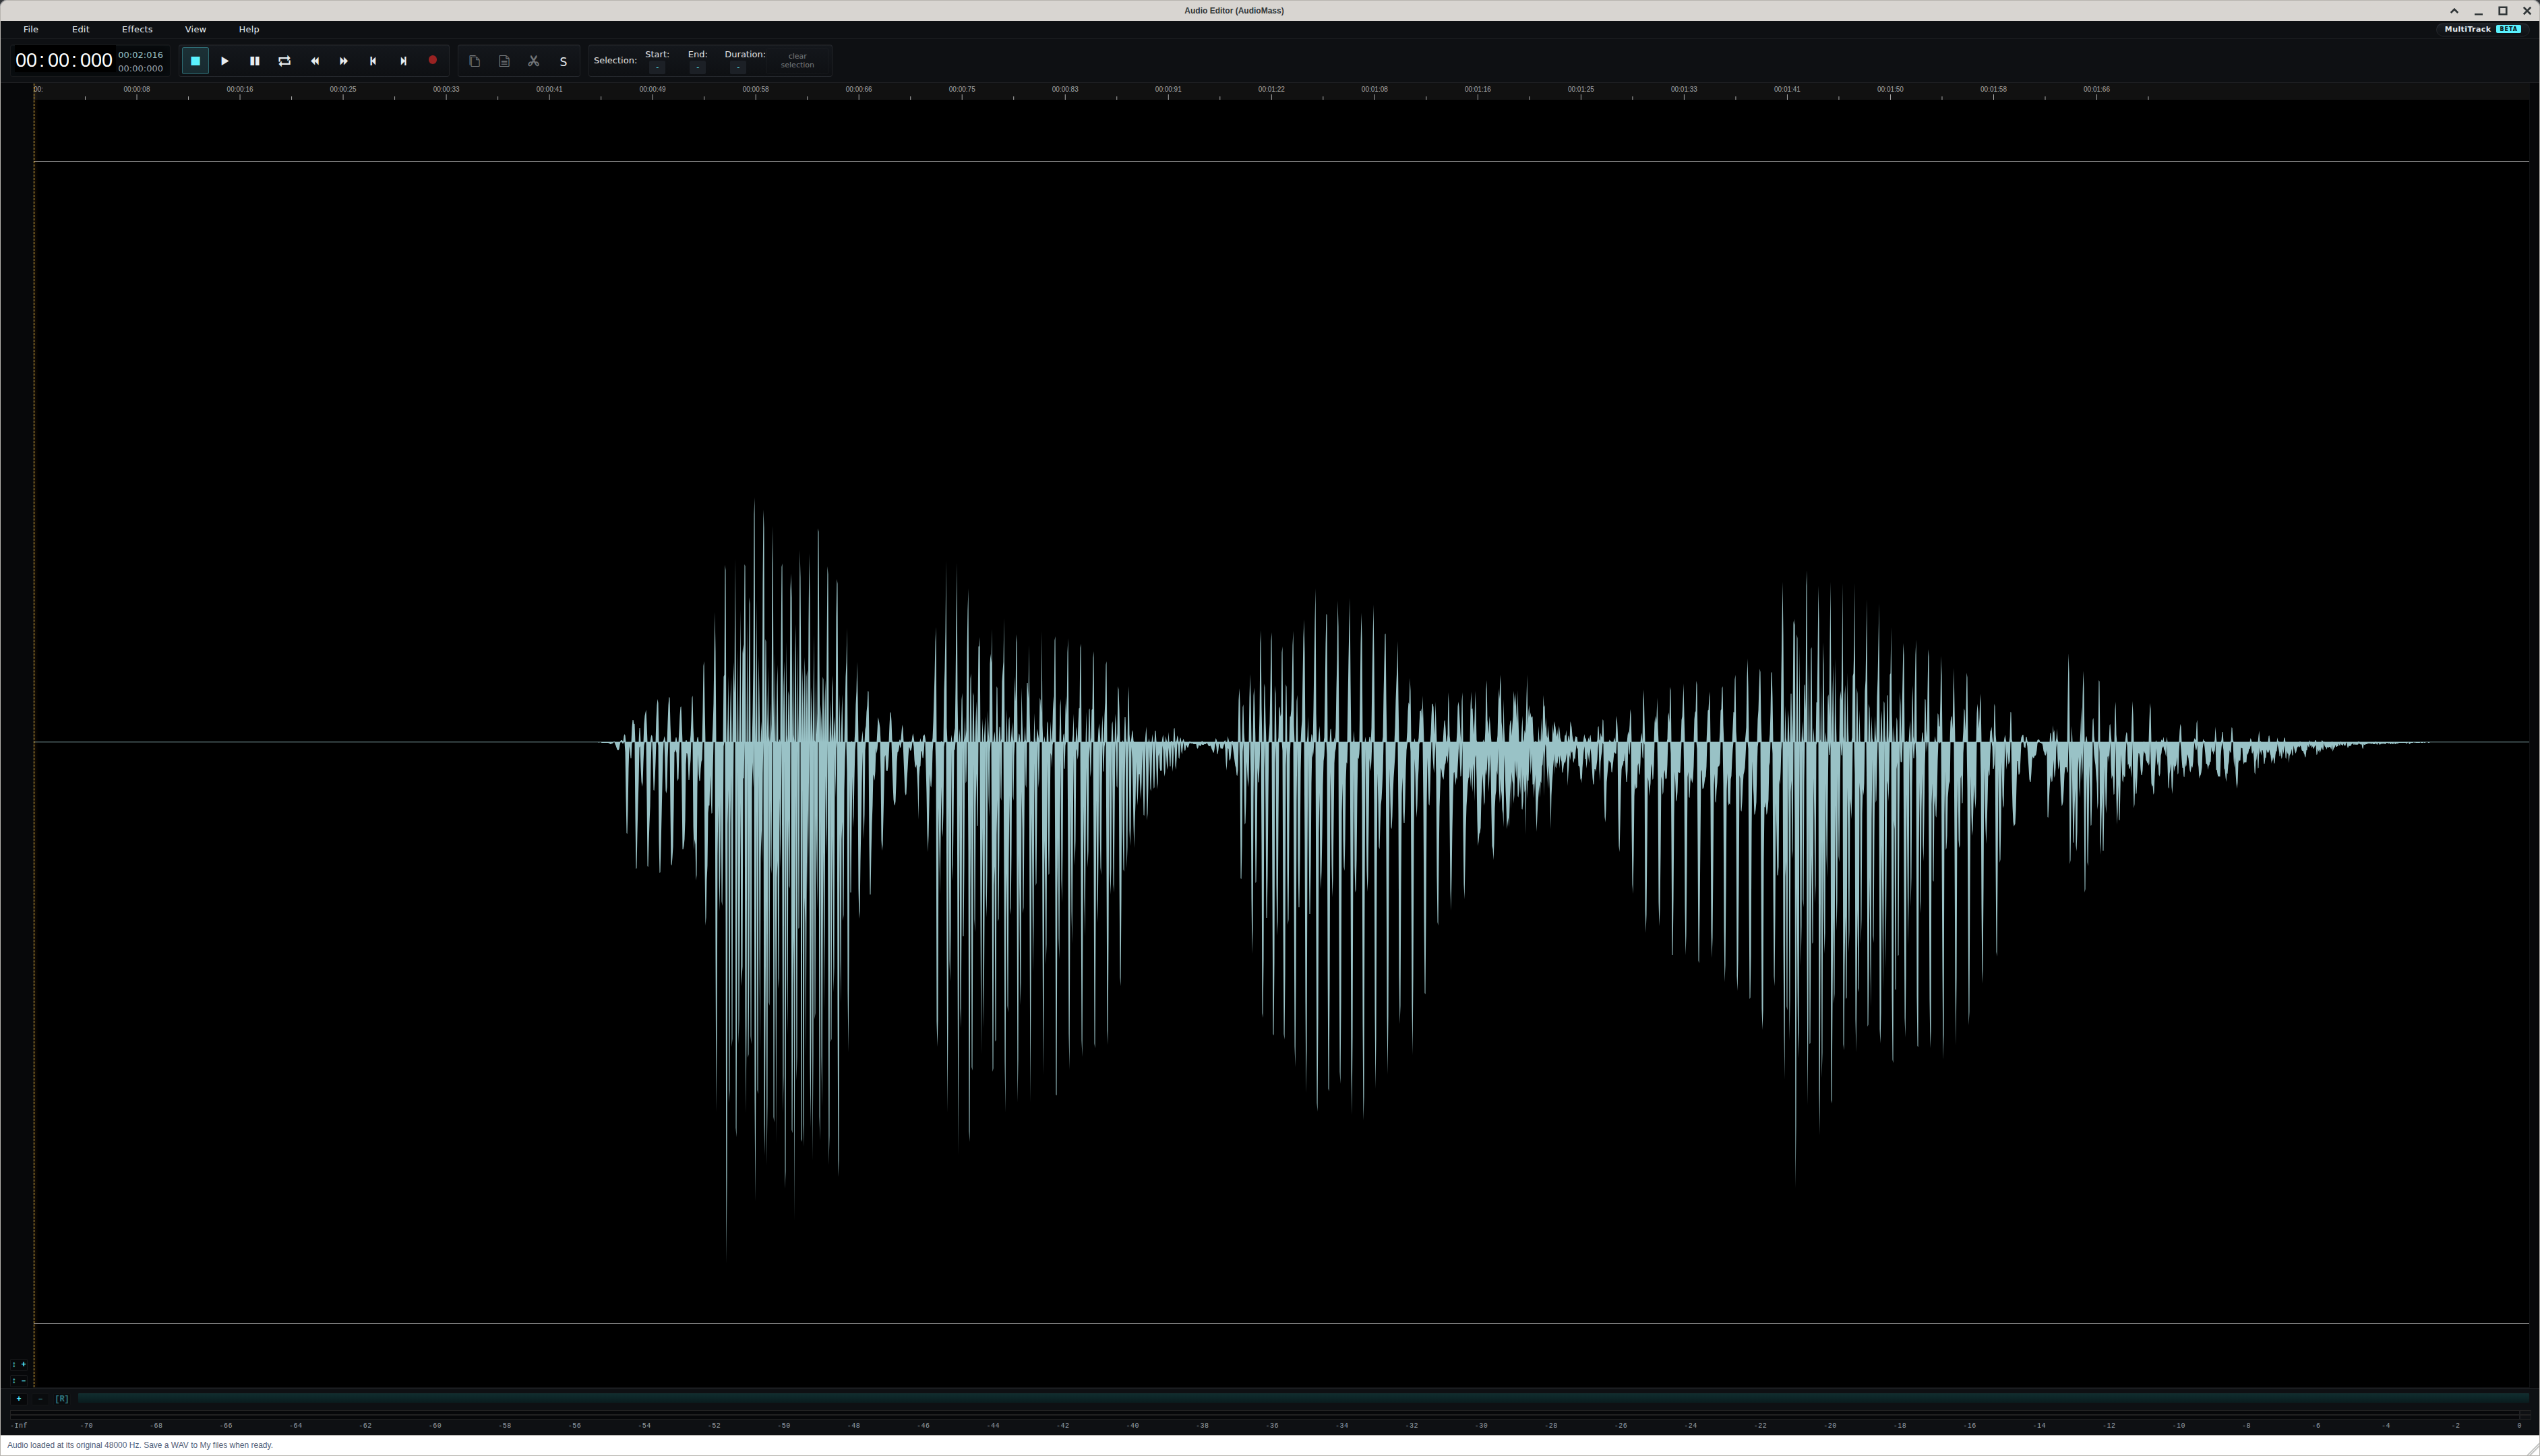 Audio Editor (AudioMass)
File Edit Effects View Help MultiTrack BETA
00:00:000 00:02:016
00:00:000
S
Selection: Start: End: Duration: clear selection
- - -
00: 00:00:08 00:00:16 00:00:25 00:00:33 00:00:41 00:00:49 00:00:58 00:00:66 00:00:75 00:00:83 00:00:91 00:01:22 00:01:08 00:01:16 00:01:25 00:01:33 00:01:41 00:01:50 00:01:58 00:01:66
↕ +
↕ −
+ − [R]
-Inf -70 -68 -66 -64 -62 -60 -58 -56 -54 -52 -50 -48 -46 -44 -42 -40 -38 -36 -34 -32 -30 -28 -26 -24 -22 -20 -18 -16 -14 -12 -10 -8 -6 -4 -2 0
Audio loaded at its original 48000 Hz. Save a WAV to My files when ready.